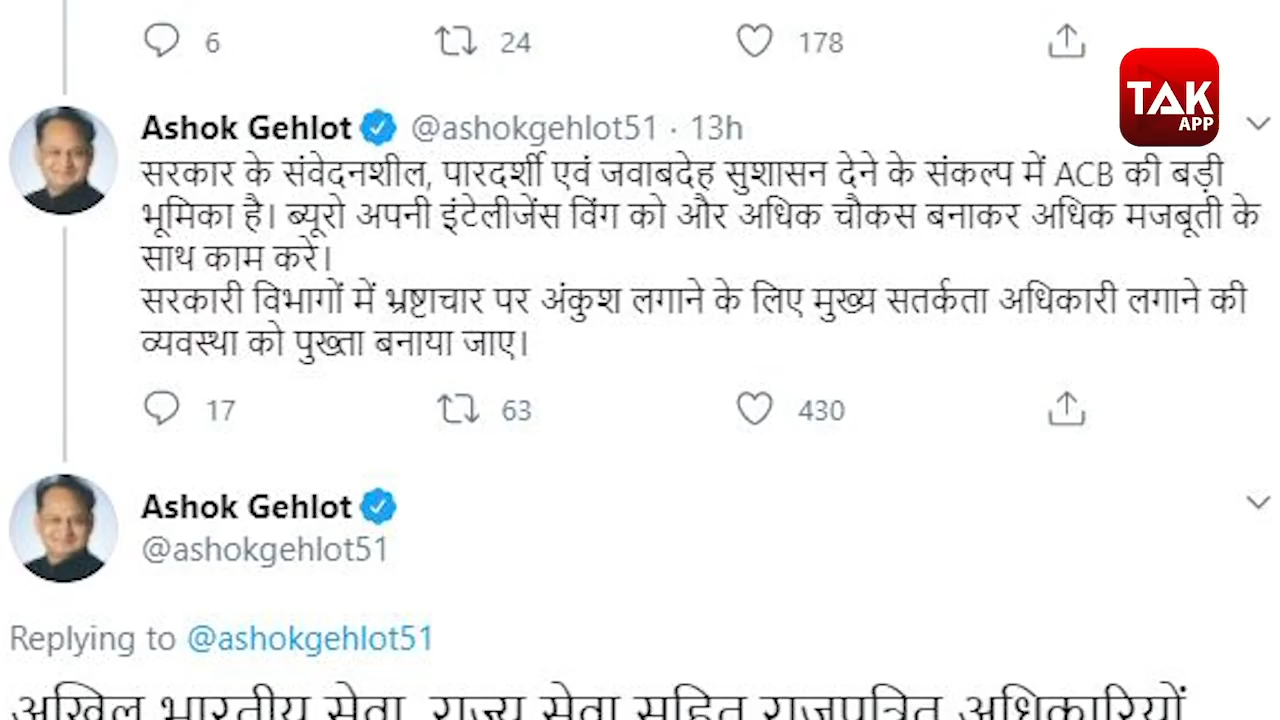 6 24 178
TAK
APP
Ashok Gehlot @ashokgehlot51 · 13h
सरकार के संवेदनशील, पारदर्शी एवं जवाबदेह सुशासन देने के संकल्प में ACB की बड़ी
भूमिका है। ब्यूरो अपनी इंटेलीजेंस विंग को और अधिक चौकस बनाकर अधिक मजबूती के
साथ काम करे।
सरकारी विभागों में भ्रष्टाचार पर अंकुश लगाने के लिए मुख्य सतर्कता अधिकारी लगाने की
व्यवस्था को पुख्ता बनाया जाए।
17 63 430
Ashok Gehlot
@ashokgehlot51
Replying to @ashokgehlot51
अखिल भारतीय सेवा, राज्य सेवा सहित राजपत्रित अधिकारियों